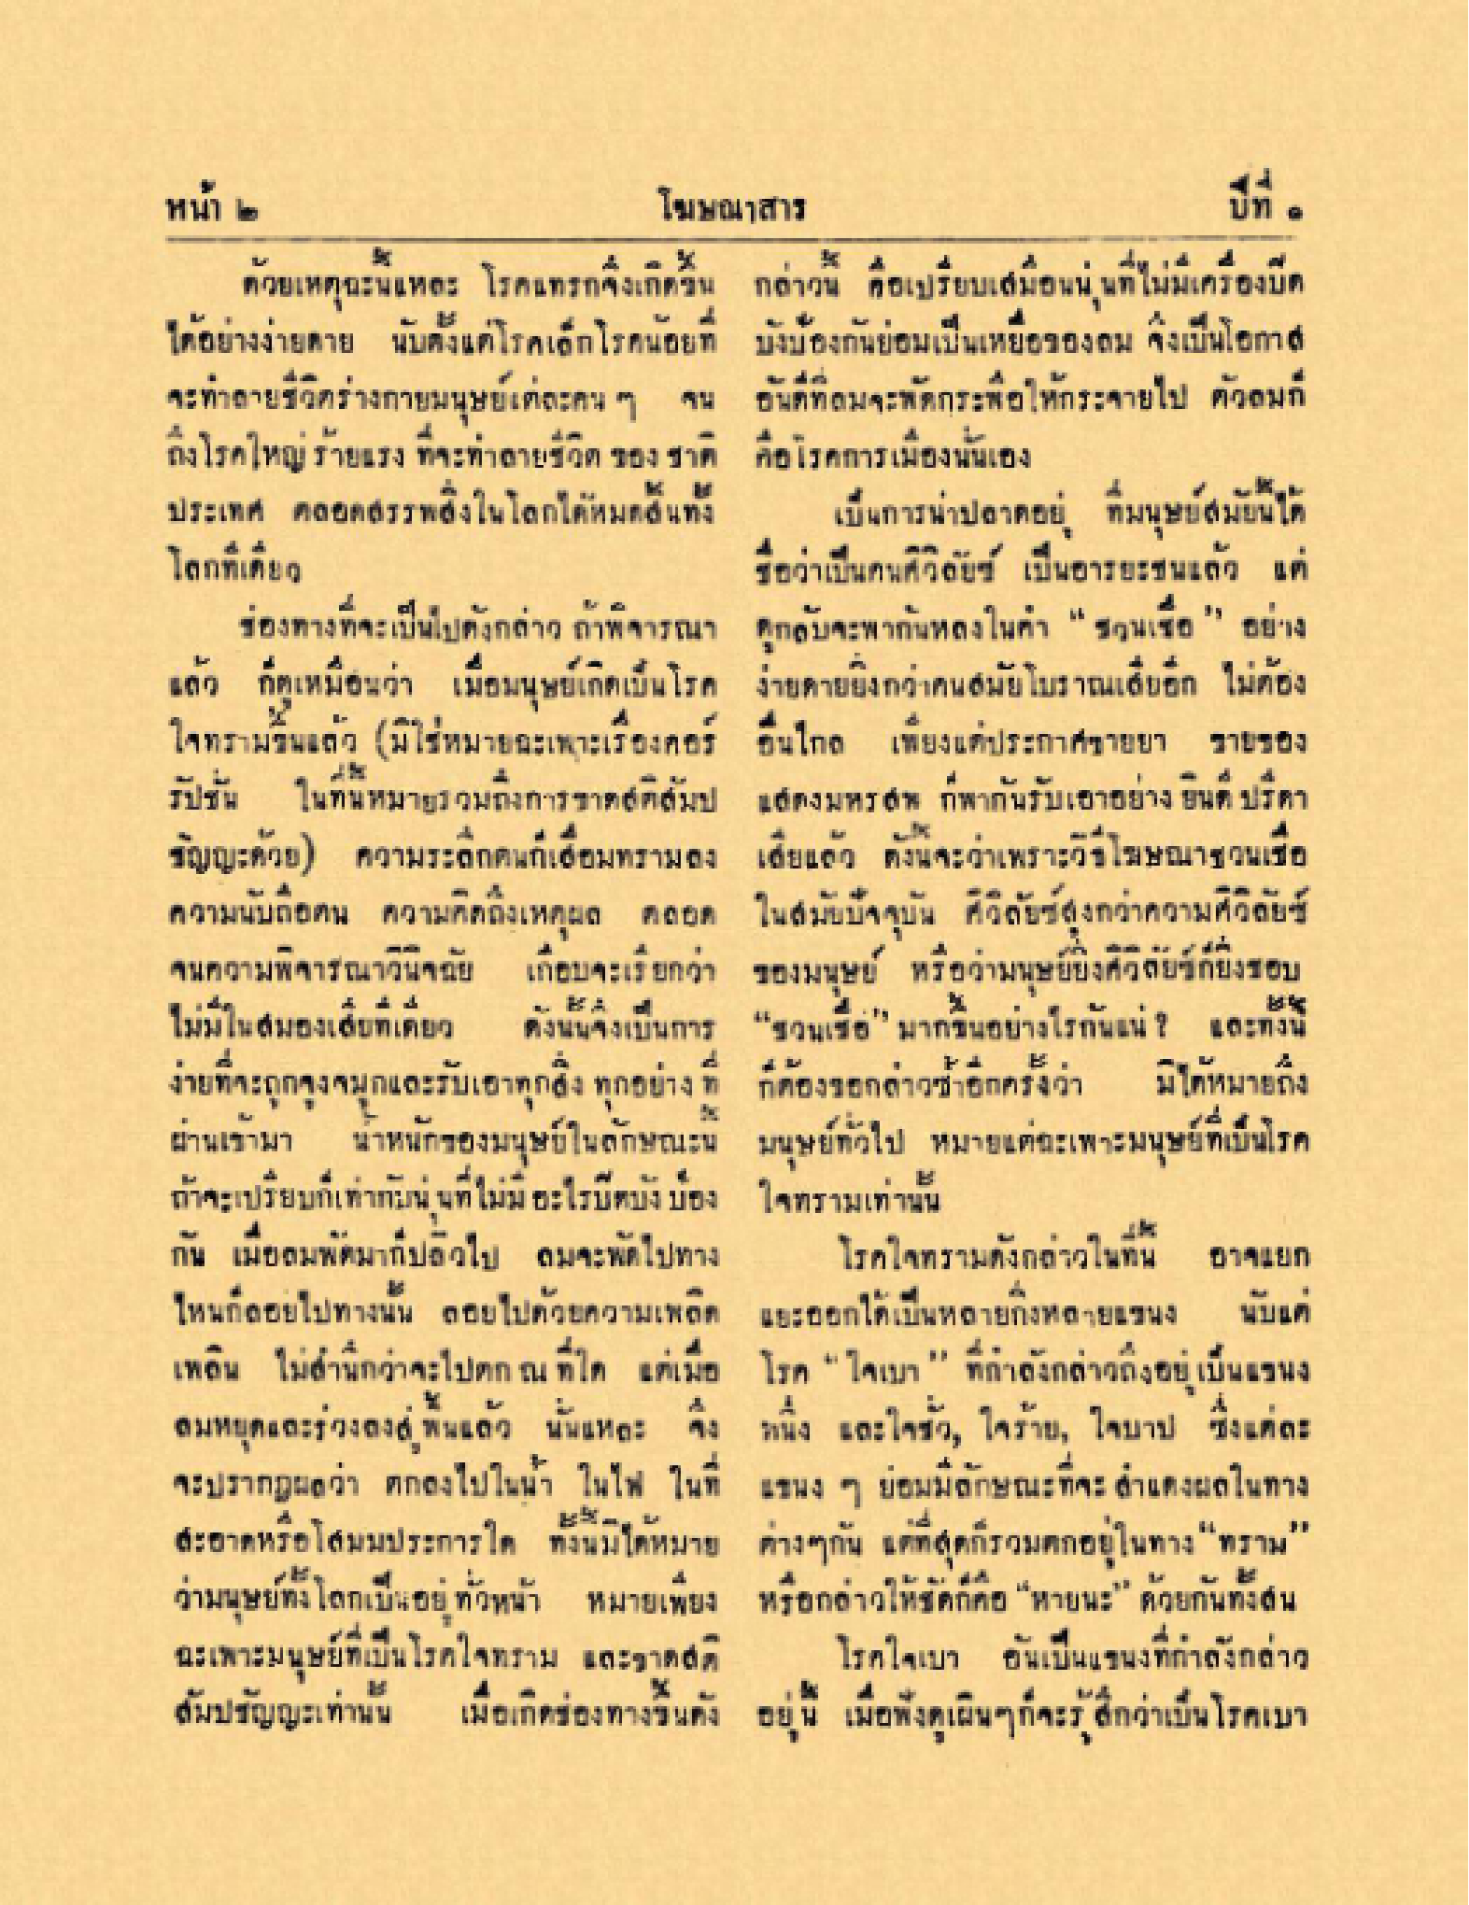 หน้า ๒ โฆษณาสาร ปีที่ ๑
ด้วยเหตุฉะนี้แหละ โรคแทรกจึงเกิดขึ้น
ได้อย่างง่ายดาย นับตั้งแต่โรคเล็กโรคน้อยที่
จะทำลายชีวิตร่างกายมนุษย์แต่ละคน ๆ จน
ถึงโรคใหญ่ ร้ายแรง ที่จะทำลายชีวิต ของ ชาติ
ประเทศ ตลอดสรรพสิ่งในโลกได้หมดสิ้นทั้ง
โลกทีเดียว
ช่องทางที่จะเป็นไปดังกล่าว ถ้าพิจารณา
แล้ว ก็ดูเหมือนว่า เมื่อมนุษย์เกิดเป็นโรค
ใจทรามขึ้นแล้ว (มิใช่หมายฉะเพาะเรื่องคอร์
รัปชั่น ในที่นี้หมายรวมถึงการขาดสติสัมป
ชัญญะด้วย) ความระลึกตนก็เสื่อมทรามลง
ความนับถือตน ความคิดถึงเหตุผล ตลอด
จนความพิจารณาวินิจฉัย เกือบจะเรียกว่า
ไม่มีในสมองเสียทีเดียว ดังนั้นจึงเป็นการ
ง่ายที่จะถูกจูงจมูกและรับเอาทุกสิ่ง ทุกอย่าง ที่
ผ่านเข้ามา น้ำหนักของมนุษย์ในลักษณะนี้
ถ้าจะเปรียบก็เท่ากับนุ่นที่ไม่มีอะไรปิดบัง ป้อง
กัน เมื่อลมพัดมาก็ปลิวไป ลมจะพัดไปทาง
ไหนก็ลอยไปทางนั้น ลอยไปด้วยความเพลิด
เพลิน ไม่สำนึกว่าจะไปตก ณ ที่ใด แต่เมื่อ
ลมหยุดและร่วงลงสู่พื้นแล้ว นั่นแหละ จึง
จะปรากฏผลว่า ตกลงไปในน้ำ ในไฟ ในที่
สะอาดหรือโสมมประการใด ทั้งนี้มิได้หมาย
ว่ามนุษย์ทั้งโลกเป็นอยู่ทั่วหน้า หมายเพียง
ฉะเพาะมนุษย์ที่เป็นโรคใจทราม และขาดสติ
สัมปชัญญะเท่านั้น เมื่อเกิดช่องทางขึ้นดัง
กล่าวนี้ คือเปรียบเสมือนนุ่นที่ไม่มีเครื่องปิด
บังป้องกันย่อมเป็นเหยื่อของลม จึงเป็นโอกาส
อันดีที่ลมจะพัดกระพือให้กระจายไป ตัวลมก็
คือโรคการเมืองนั่นเอง
เป็นการน่าปลาดอยู่ ที่มนุษย์สมัยนี้ได้
ชื่อว่าเป็นคนศิวิลัยซ์ เป็นอารยะชนแล้ว แต่
ดูกลับจะพากันหลงในคำ “ ชวนเชื่อ ” อย่าง
ง่ายดายยิ่งกว่าคนสมัยโบราณเสียอีก ไม่ต้อง
อื่นไกล เพียงแต่ประกาศขายยา ขายของ
แสดงมหรสพ ก็พากันรับเอาอย่าง ยินดี ปรีดา
เสียแล้ว ดังนี้จะว่าเพราะวิธีโฆษณาชวนเชื่อ
ในสมัยปัจจุบัน ศิวิลัยซ์สูงกว่าความศิวิลัยซ์
ของมนุษย์ หรือว่ามนุษย์ยิ่งศิวิลัยซ์ก็ยิ่งชอบ
“ชวนเชื่อ” มากขึ้นอย่างไรกันแน่ ? และทั้งนี้
ก็ต้องขอกล่าวซ้ำอีกครั้งว่า มิได้หมายถึง
มนุษย์ทั่วไป หมายแต่ฉะเพาะมนุษย์ที่เป็นโรค
ใจทรามเท่านั้น
โรคใจทรามดังกล่าวในที่นี้ อาจแยก
แยะออกได้เป็นหลายกิ่งหลายแขนง นับแต่
โรค “ ใจเบา ” ที่กำลังกล่าวถึงอยู่ เป็นแขนง
หนึ่ง และใจชั่ว, ใจร้าย, ใจบาป ซึ่งแต่ละ
แขนง ๆ ย่อมมีลักษณะที่จะ สำแดงผลในทาง
ต่างๆกัน แต่ที่สุดก็รวมตกอยู่ในทาง “ทราม”
หรือกล่าวให้ชัดก็คือ “หายนะ” ด้วยกันทั้งสิ้น
โรคใจเบา อันเป็นแขนงที่กำลังกล่าว
อยู่นี้ เมื่อฟังดูเผินๆก็จะรู้สึกว่าเป็นโรคเบา